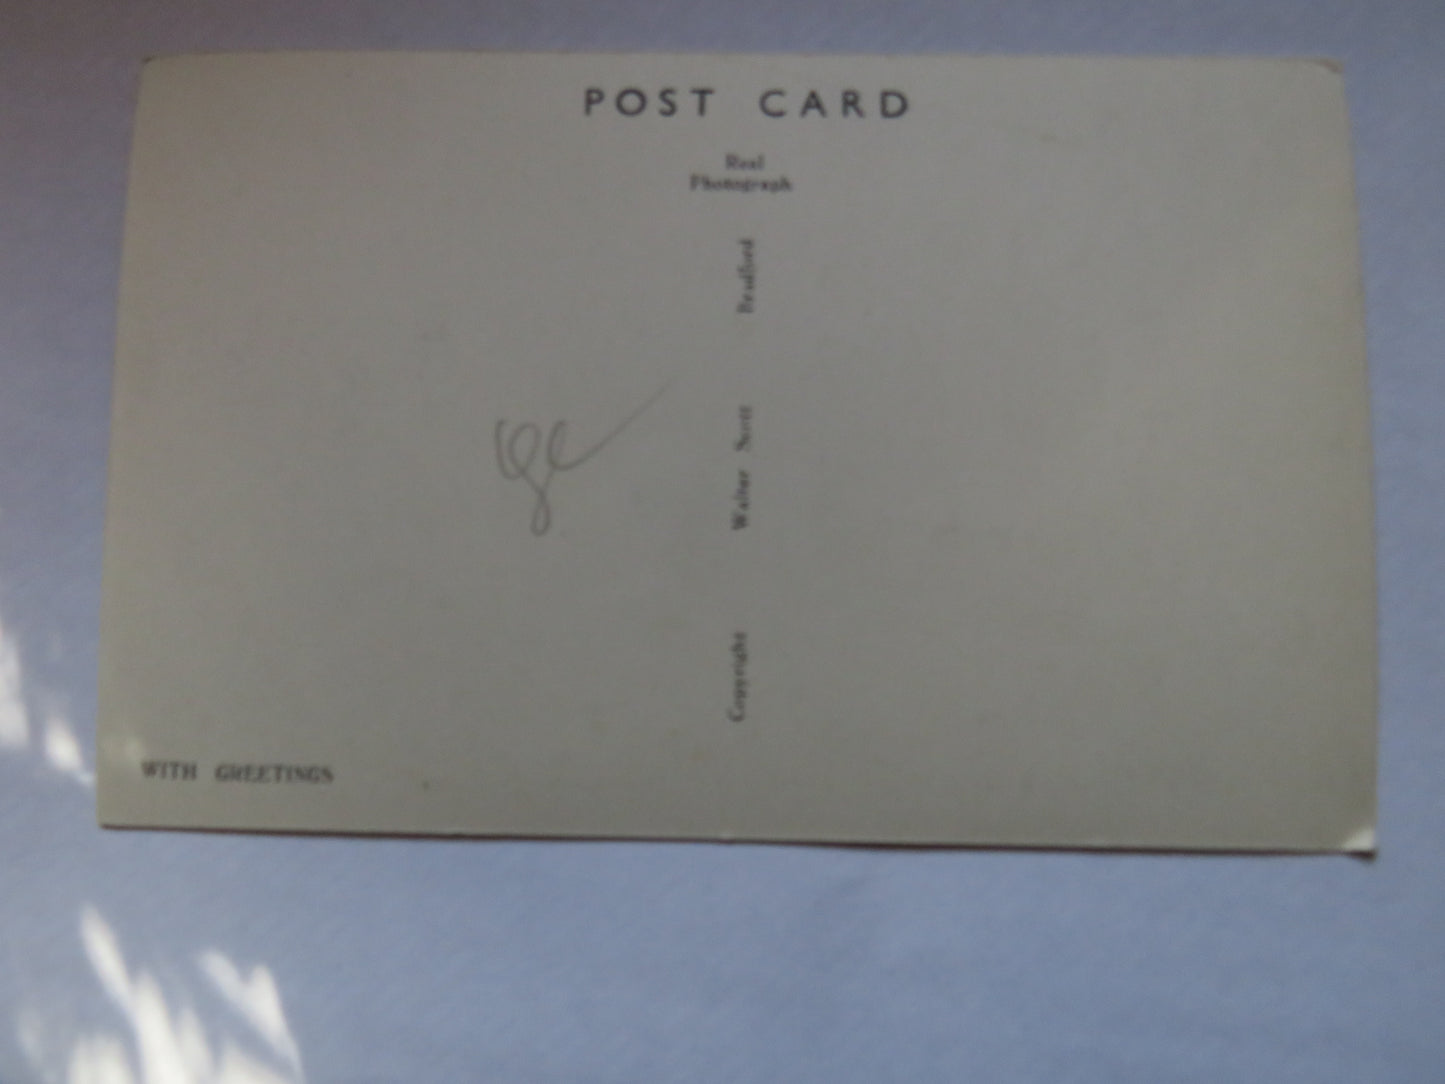 POST CARD
Real
Photograph
Copyright Walter Scott Bradford
WITH GREETINGS